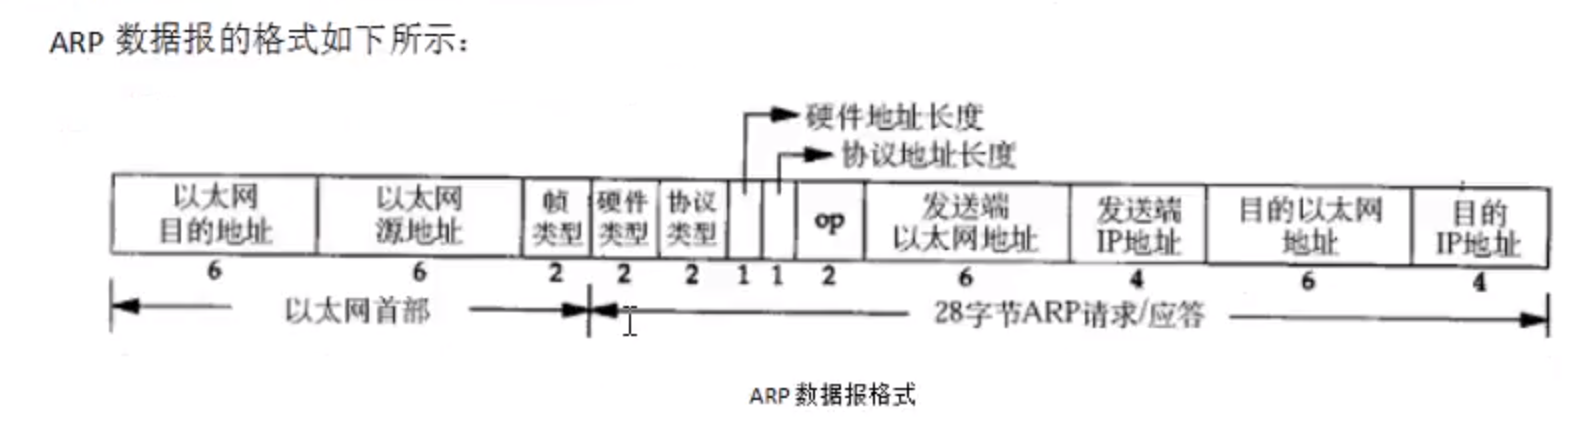 ARP 数据报的格式如下所示：
硬件地址长度
协议地址长度
以太网
目的地址
以太网
源地址
帧
类型
硬件
类型
协议
类型
op
发送端
以太网地址
发送端
IP地址
目的以太网
地址
目的
IP地址
6
6
2
2
2
1
1
2
6
4
6
4
以太网首部
28字节ARP请求/应答
ARP 数据报格式